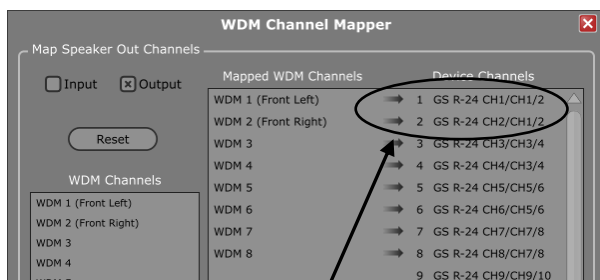 WDM Channel Mapper
Map Speaker Out Channels
Input Output
Mapped WDM Channels Device Channels
Reset
WDM 1 (Front Left) 1 GS R-24 CH1/CH1/2
WDM 2 (Front Right) 2 GS R-24 CH2/CH1/2
WDM 3 3 GS R-24 CH3/CH3/4
WDM 4 4 GS R-24 CH4/CH3/4
WDM 5 5 GS R-24 CH5/CH5/6
WDM 6 6 GS R-24 CH6/CH5/6
WDM 7 7 GS R-24 CH7/CH7/8
WDM 8 8 GS R-24 CH8/CH7/8
9 GS R-24 CH9/CH9/10
WDM Channels
WDM 1 (Front Left)
WDM 2 (Front Right)
WDM 3
WDM 4